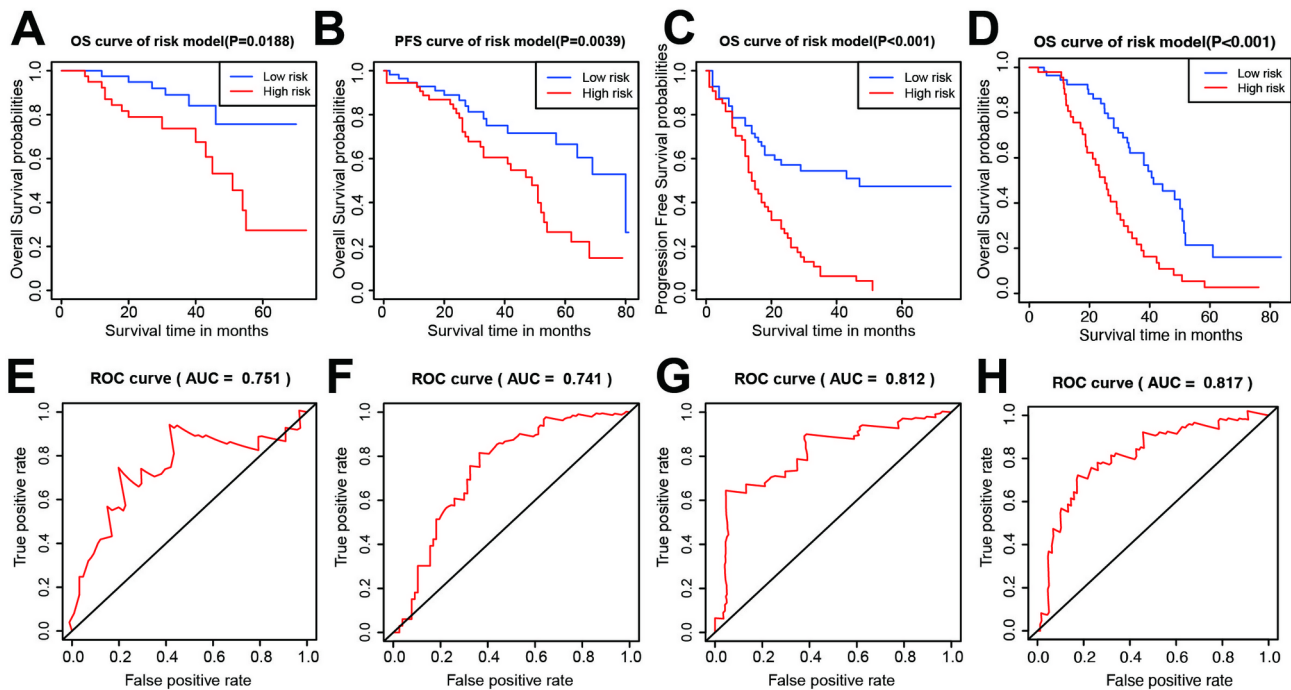 A
OS curve of risk model(P=0.0188)
Low risk
High risk
Overall Survival probabilities
0.0 0.2 0.4 0.6 0.8 1.0
0 20 40 60
Survival time in months
B
PFS curve of risk model(P=0.0039)
Low risk
High risk
Overall Survival probabilities
0.0 0.2 0.4 0.6 0.8 1.0
0 20 40 60 80
Survival time in months
C
OS curve of risk model(P<0.001)
Low risk
High risk
Progression Free Survival probabilities
0.0 0.2 0.4 0.6 0.8 1.0
0 20 40 60
Survival time in months
D
OS curve of risk model(P<0.001)
Low risk
High risk
Overall Survival probabilities
0.0 0.2 0.4 0.6 0.8 1.0
0 20 40 60 80
Survival time in months
E
ROC curve ( AUC = 0.751 )
True positive rate
0.0 0.2 0.4 0.6 0.8 1.0
0.0 0.2 0.4 0.6 0.8 1.0
False positive rate
F
ROC curve ( AUC = 0.741 )
True positive rate
0.0 0.2 0.4 0.6 0.8 1.0
0.0 0.2 0.4 0.6 0.8 1.0
False positive rate
G
ROC curve ( AUC = 0.812 )
True positive rate
0.0 0.2 0.4 0.6 0.8 1.0
0.0 0.2 0.4 0.6 0.8 1.0
False positive rate
H
ROC curve ( AUC = 0.817 )
True positive rate
0.0 0.2 0.4 0.6 0.8 1.0
0.0 0.2 0.4 0.6 0.8 1.0
False positive rate